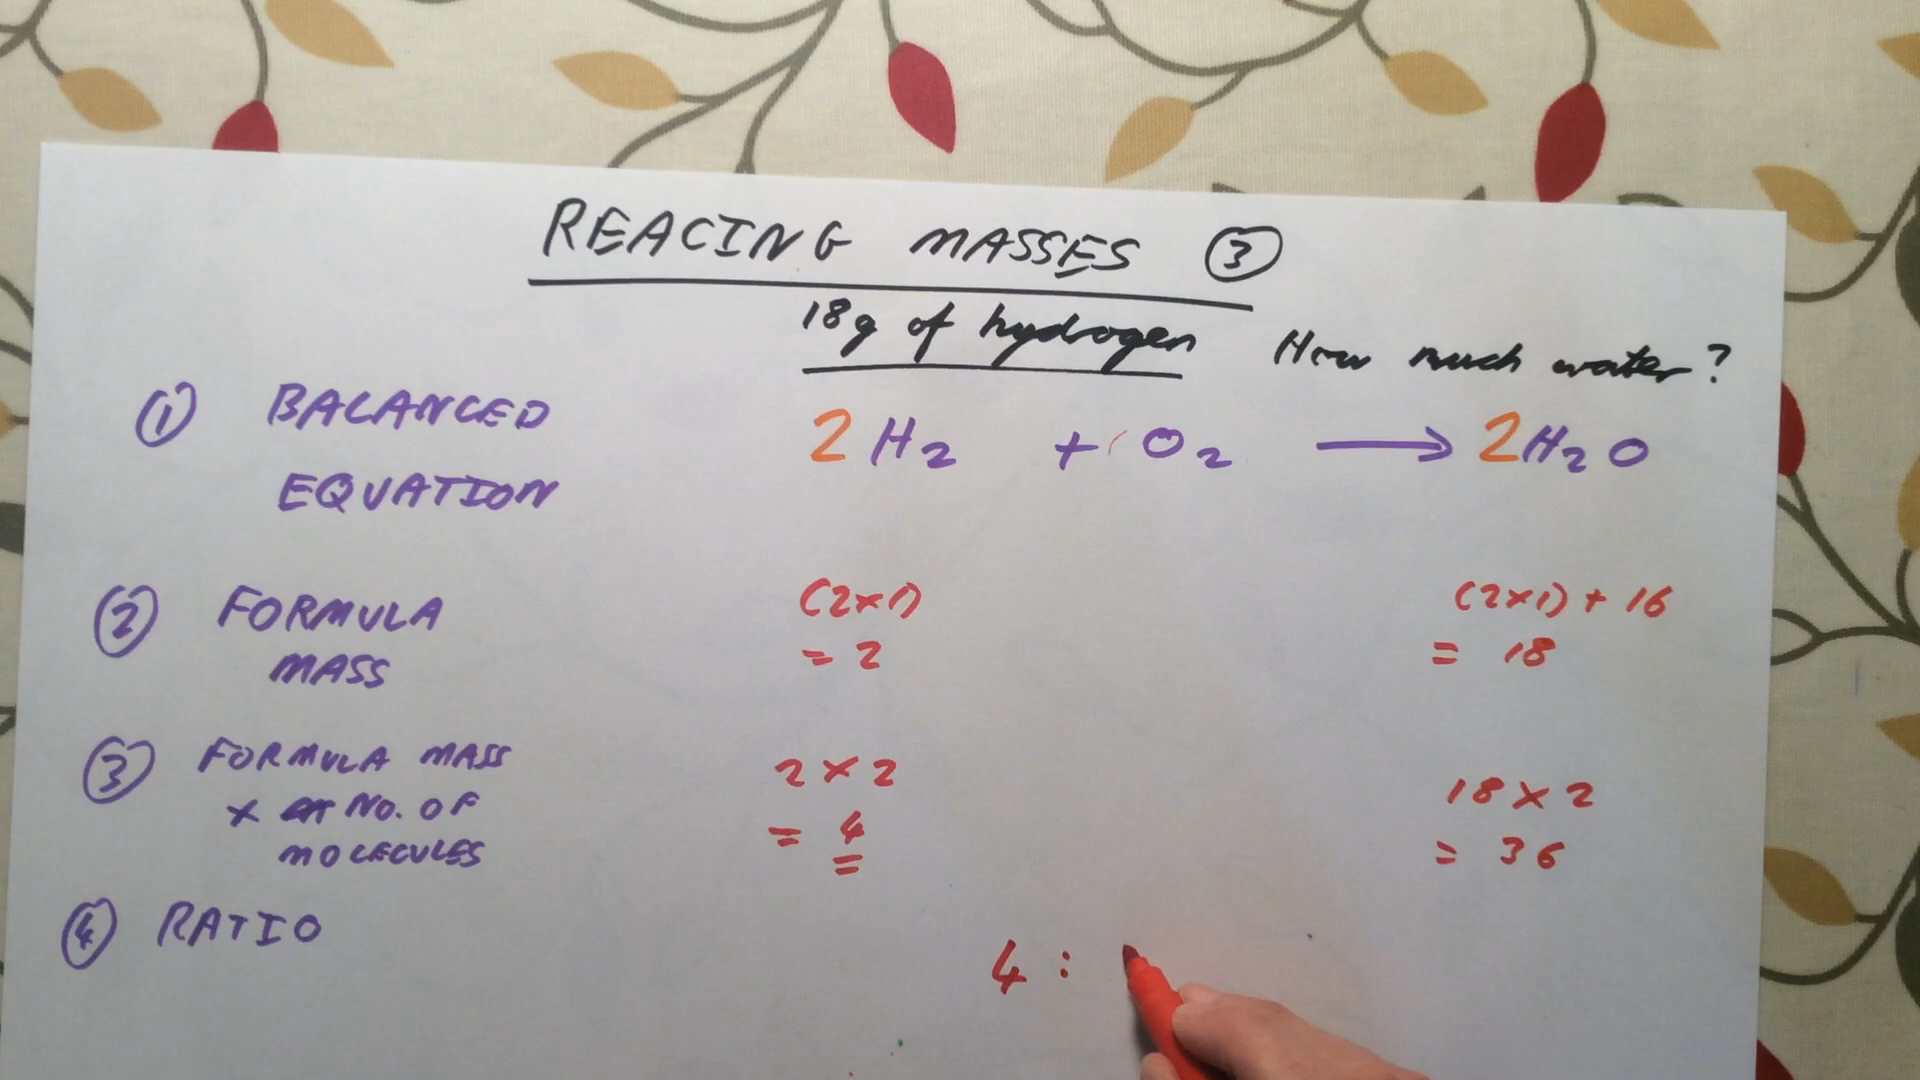 REACING MASSES ③
18g of hydrogen How much water?
① BALANCED
EQUATION
2H₂ + O₂ → 2H₂O
② FORMULA
MASS
(2×1)
= 2
(2×1) + 16
= 18
③ FORMULA MASS
× NO. OF
MOLECULES
2 × 2
= 4
18 × 2
= 36
④ RATIO
4 :